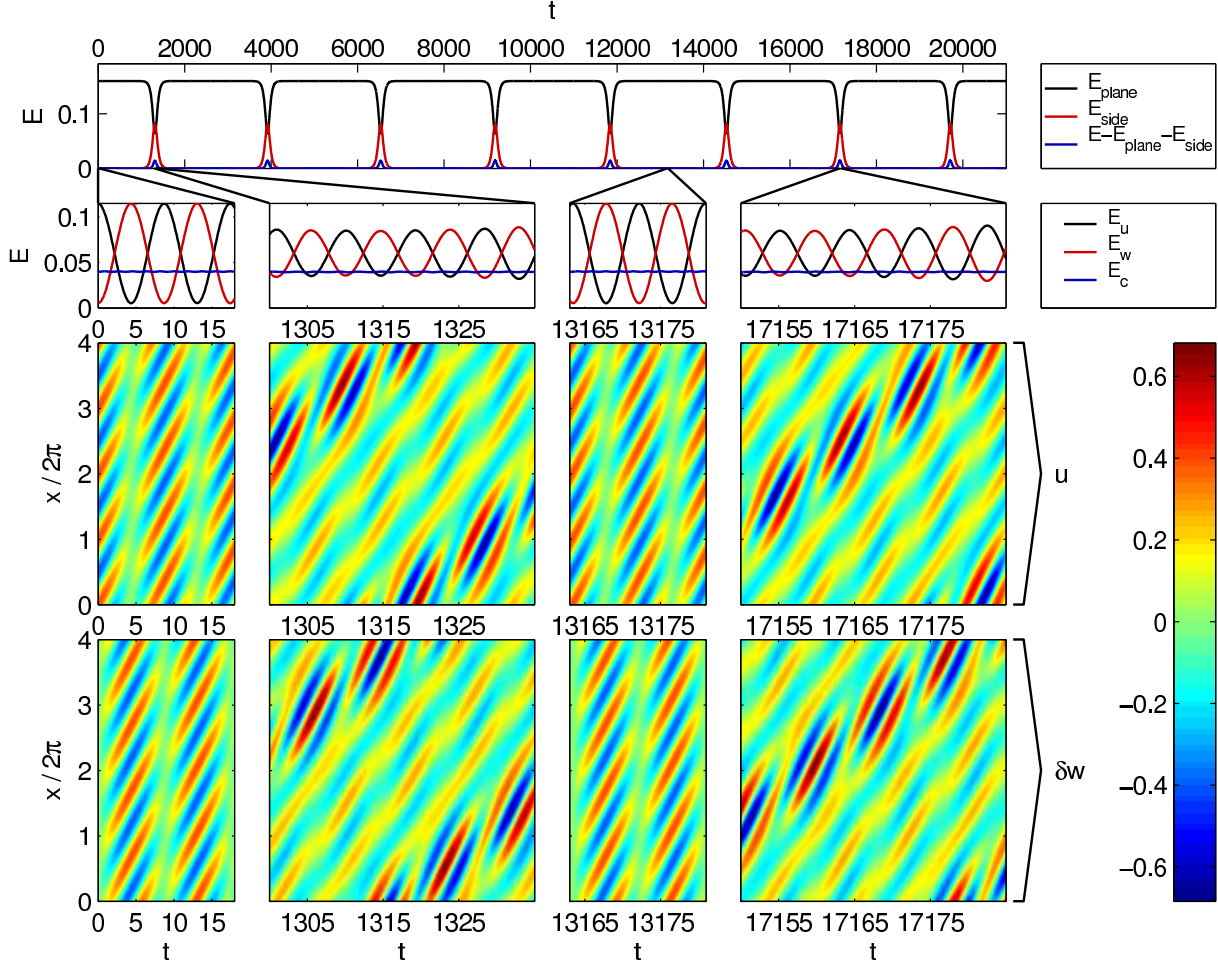 t
0 2000 4000 6000 8000 10000 12000 14000 16000 18000 20000
E
0.1
0
E_plane
E_side
E−E_plane−E_side
E
0.1
0.05
0
E_u
E_w
E_c
0 5 10 15
1305 1315 1325
13165 13175
17155 17165 17175
x / 2π
4
3
2
1
0
u
0 5 10 15
1305 1315 1325
13165 13175
17155 17165 17175
x / 2π
4
3
2
1
0
δw
0 5 10 15
1305 1315 1325
13165 13175
17155 17165 17175
t
t
t
t
0.6
0.4
0.2
0
−0.2
−0.4
−0.6